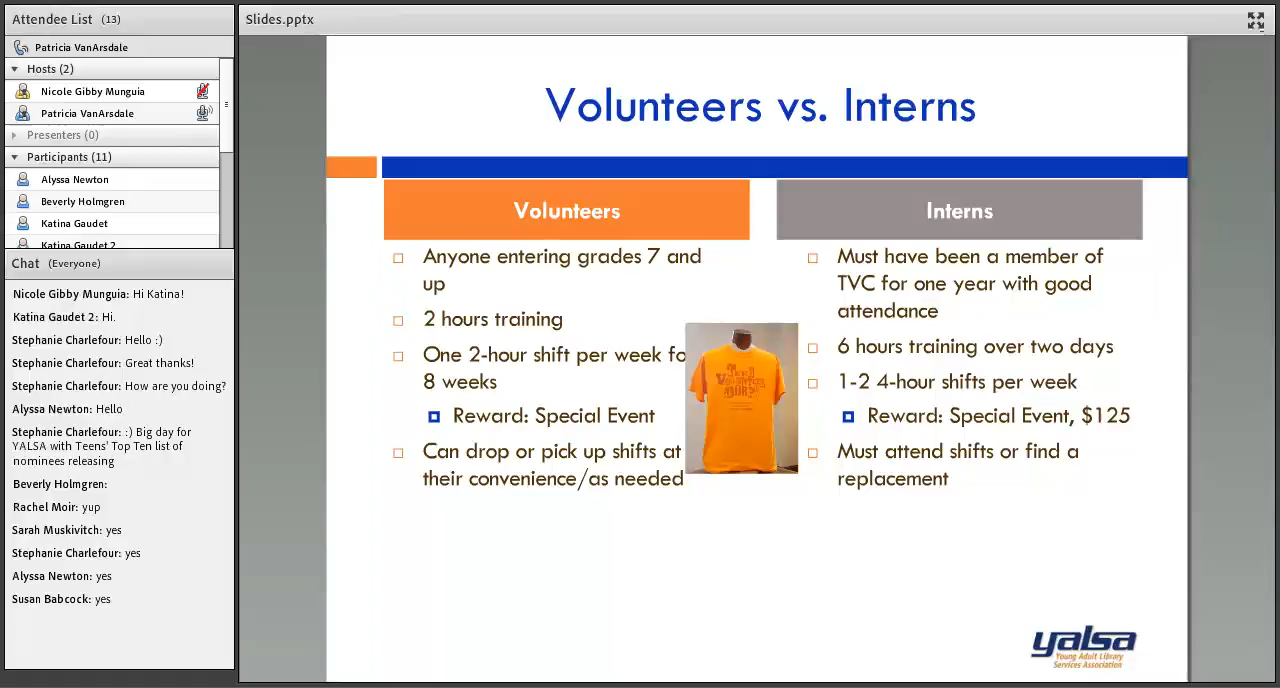 Attendee List (13)
Patricia VanArsdale
Hosts (2)
Nicole Gibby Munguia
Patricia VanArsdale
Presenters (0)
Participants (11)
Alyssa Newton
Beverly Holmgren
Katina Gaudet
Katina Gaudet 2
Chat (Everyone)
Nicole Gibby Munguia: Hi Katina!
Katina Gaudet 2: Hi.
Stephanie Charlefour: Hello :)
Stephanie Charlefour: Great thanks!
Stephanie Charlefour: How are you doing?
Alyssa Newton: Hello
Stephanie Charlefour: :) Big day for
YALSA with Teens' Top Ten list of
nominees releasing
Beverly Holmgren:
Rachel Moir: yup
Sarah Muskivitch: yes
Stephanie Charlefour: yes
Alyssa Newton: yes
Susan Babcock: yes
Slides.pptx
Volunteers vs. Interns
Volunteers
Anyone entering grades 7 and
up
2 hours training
One 2-hour shift per week fo
8 weeks
Reward: Special Event
Can drop or pick up shifts at
their convenience/as needed
Interns
Must have been a member of
TVC for one year with good
attendance
6 hours training over two days
1-2 4-hour shifts per week
Reward: Special Event, $125
Must attend shifts or find a
replacement
yalsa
Young Adult Library
Services Association